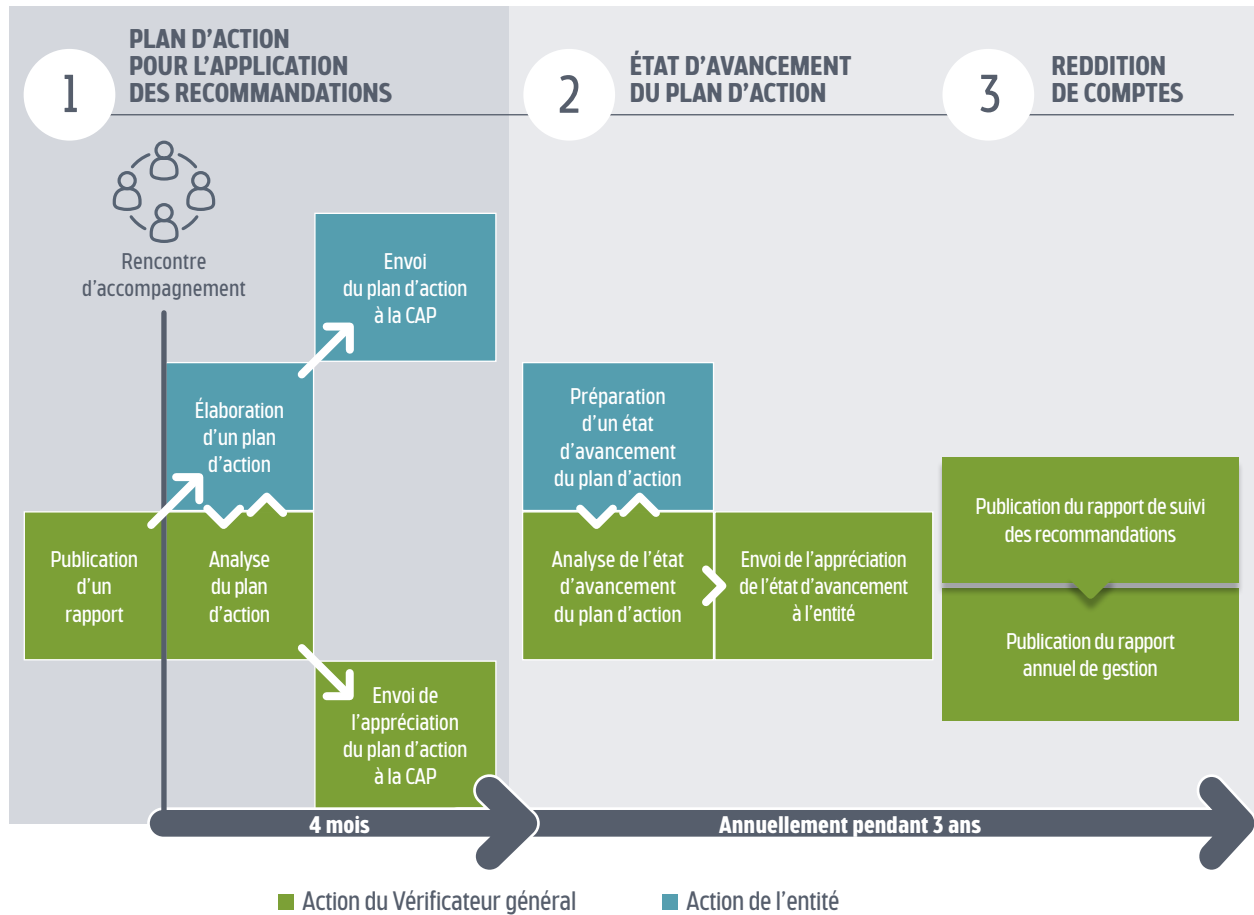 1
PLAN D'ACTION
POUR L'APPLICATION
DES RECOMMANDATIONS
2
ÉTAT D'AVANCEMENT
DU PLAN D'ACTION
3
REDDITION
DE COMPTES
Rencontre
d'accompagnement
Envoi
du plan d'action
à la CAP
Élaboration
d'un plan
d'action
Publication
d'un
rapport
Analyse
du plan
d'action
Envoi de
l'appréciation
du plan d'action
à la CAP
Préparation
d'un état
d'avancement
du plan d'action
Analyse de l'état
d'avancement
du plan d'action
Envoi de l'appréciation
de l'état d'avancement
à l'entité
Publication du rapport de suivi
des recommandations
Publication du rapport
annuel de gestion
4 mois
Annuellement pendant 3 ans
Action du Vérificateur général
Action de l'entité